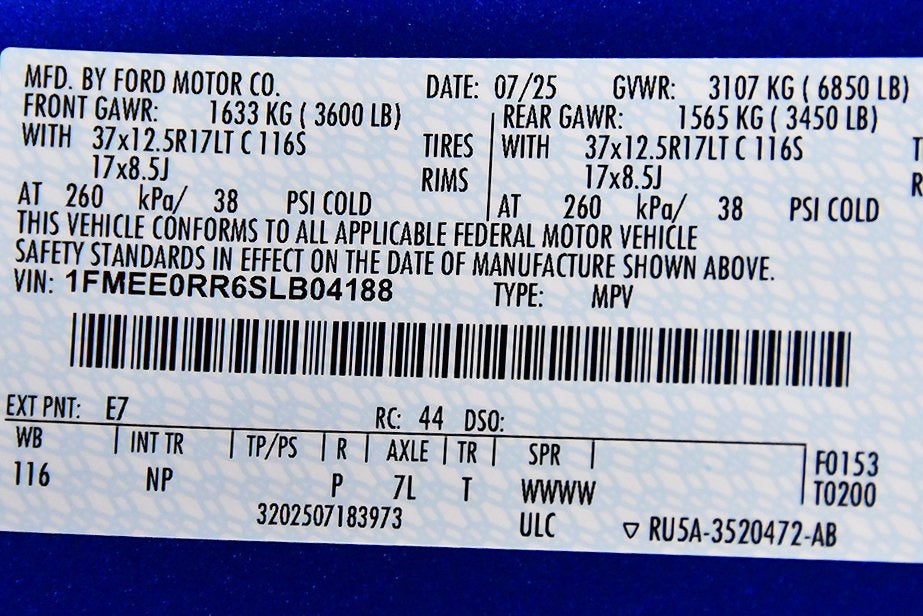 MFD. BY FORD MOTOR CO. DATE: 07/25 GVWR: 3107 KG ( 6850 LB)
FRONT GAWR: 1633 KG ( 3600 LB) REAR GAWR: 1565 KG ( 3450 LB)
WITH 37x12.5R17LT C 116S TIRES WITH 37x12.5R17LT C 116S T
17x8.5J RIMS 17x8.5J R
AT 260 kPa/ 38 PSI COLD AT 260 kPa/ 38 PSI COLD
THIS VEHICLE CONFORMS TO ALL APPLICABLE FEDERAL MOTOR VEHICLE
SAFETY STANDARDS IN EFFECT ON THE DATE OF MANUFACTURE SHOWN ABOVE.
VIN: 1FMEE0RR6SLB04188 TYPE: MPV
EXT PNT: E7 RC: 44 DSO:
WB INT TR TP/PS R AXLE TR SPR F0153
116 NP P 7L T WWWW T0200
3202507183973 ULC ▽ RU5A-3520472-AB